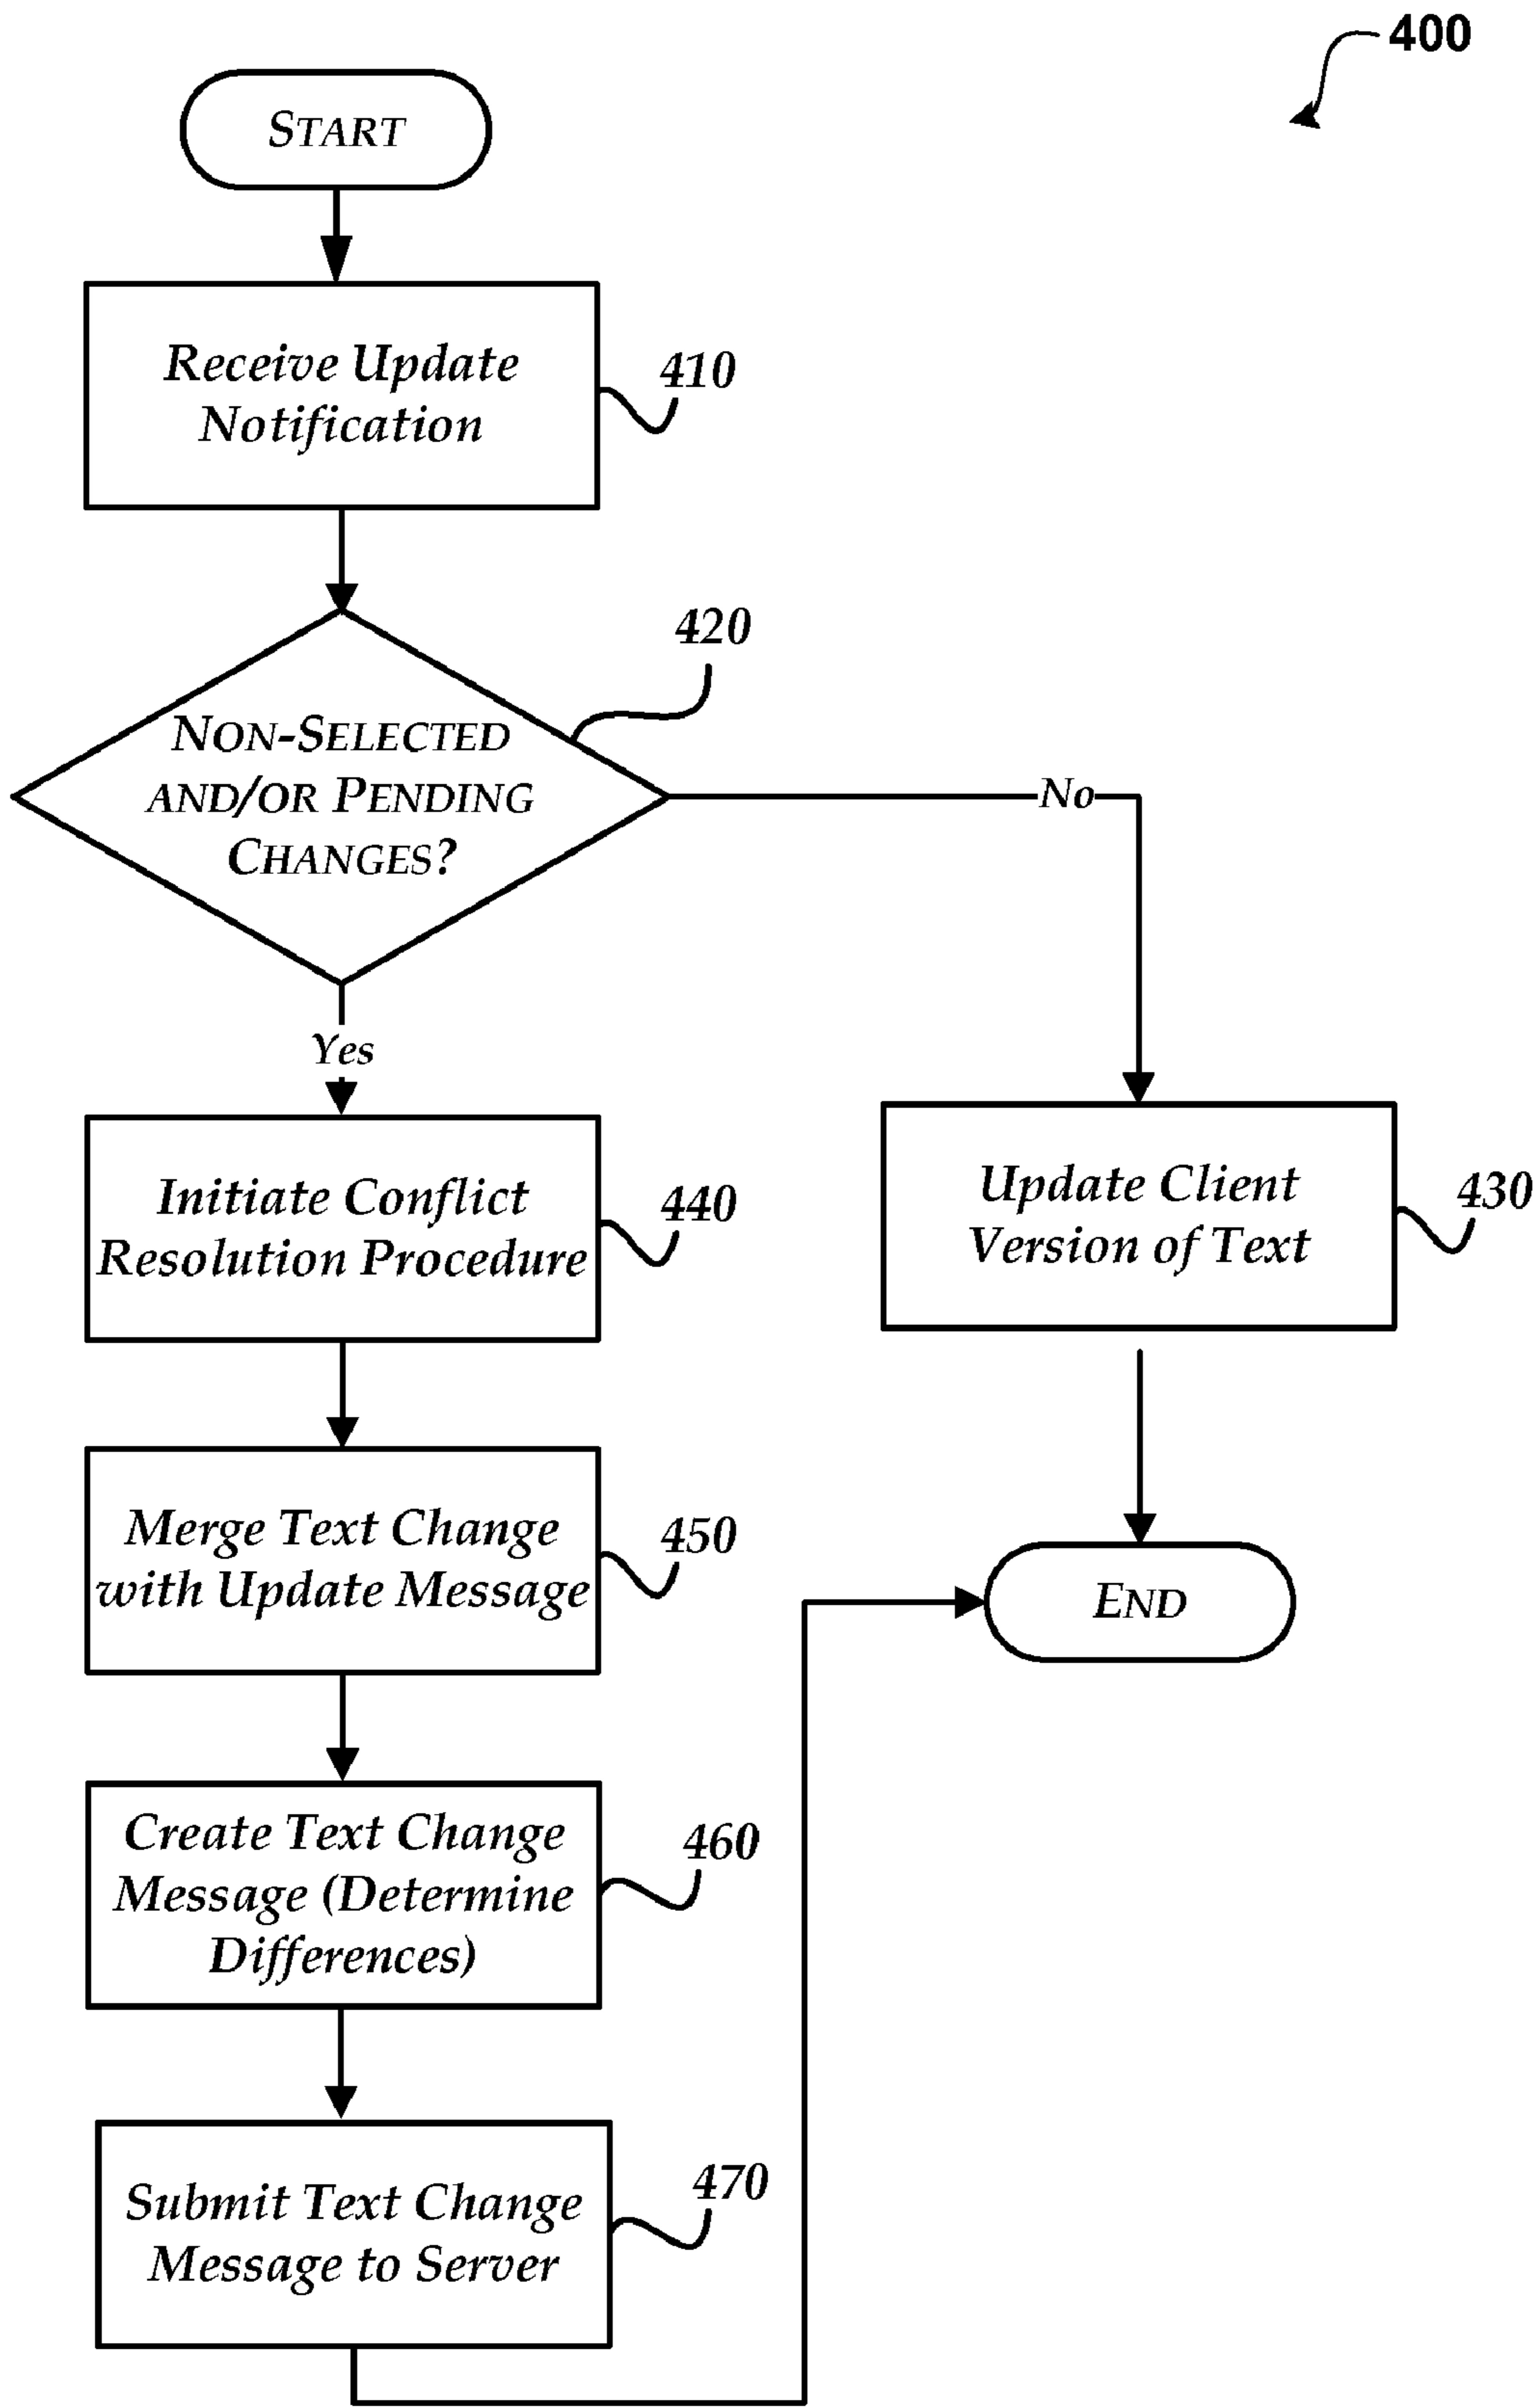 400
START
Receive Update
Notification
410
420
NON-SELECTED
AND/OR PENDING
CHANGES?
No
Yes
Initiate Conflict
Resolution Procedure
440
Update Client
Version of Text
430
Merge Text Change
with Update Message
450
END
Create Text Change
Message (Determine
Differences)
460
Submit Text Change
Message to Server
470